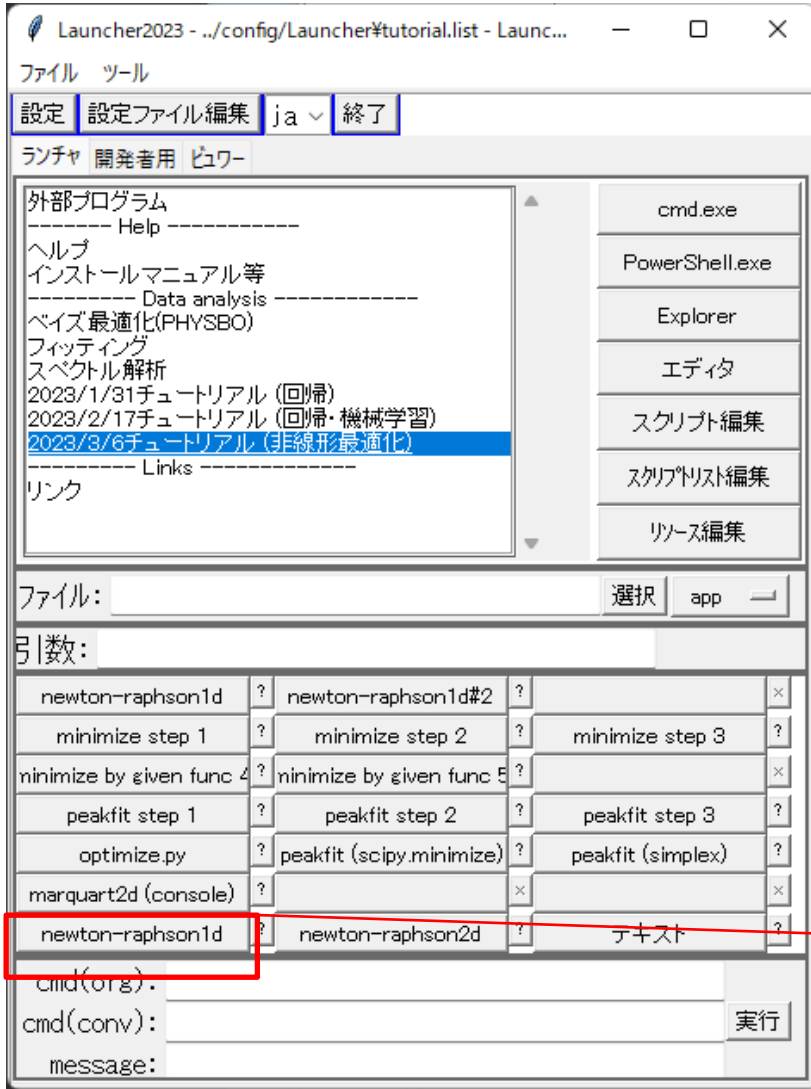 Launcher2023 - ../config/Launcher¥tutorial.list - Launc...
ファイル ツール
設定 設定ファイル編集 ja 終了
ランチャ 開発者用 ビュワー
外部プログラム
------- Help ------------
ヘルプ
インストールマニュアル等
--------- Data analysis -------------
ベイズ最適化(PHYSBO)
フィッティング
スペクトル解析
2023/1/31チュートリアル (回帰)
2023/2/17チュートリアル (回帰・機械学習)
2023/3/6チュートリアル (非線形最適化)
--------- Links --------------
リンク
cmd.exe
PowerShell.exe
Explorer
エディタ
スクリプト編集
スクリプトリスト編集
リソース編集
ファイル: 選択 app
引数:
newton-raphson1d ? newton-raphson1d#2 ? ×
minimize step 1 ? minimize step 2 ? minimize step 3 ?
minimize by given func 4 ? minimize by given func 5 ? ×
peakfit step 1 ? peakfit step 2 ? peakfit step 3 ?
optimize.py ? peakfit (scipy.minimize) ? peakfit (simplex) ?
marquart2d (console) ? × ×
newton-raphson1d ? newton-raphson2d ? テキスト ?
cmd(org):
cmd(conv): 実行
message: